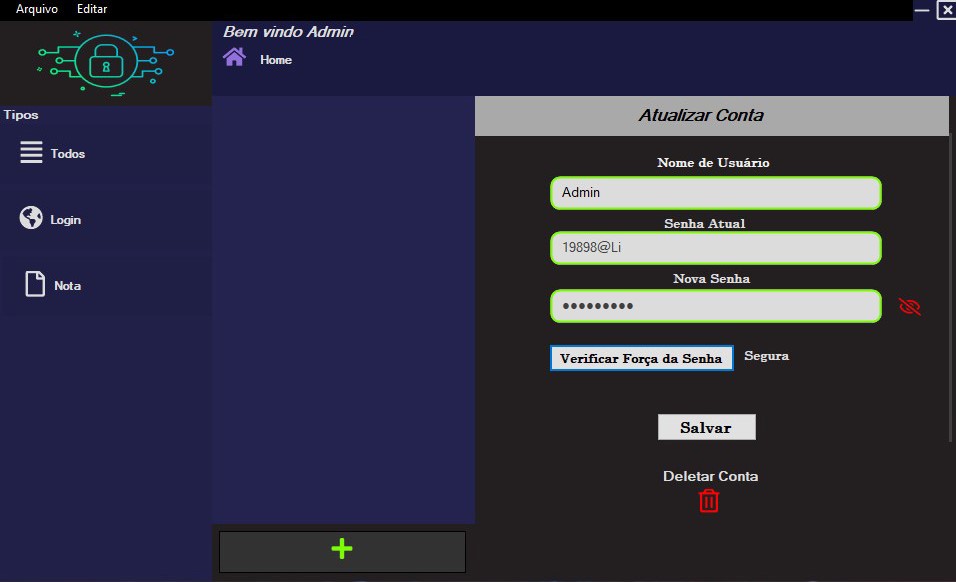 Arquivo Editar
Bem vindo Admin
Home
Tipos
Todos
Login
Nota
Atualizar Conta
Nome de Usuário
Admin
Senha Atual
19898@Li
Nova Senha
•••••••••
Verificar Força da Senha Segura
Salvar
Deletar Conta